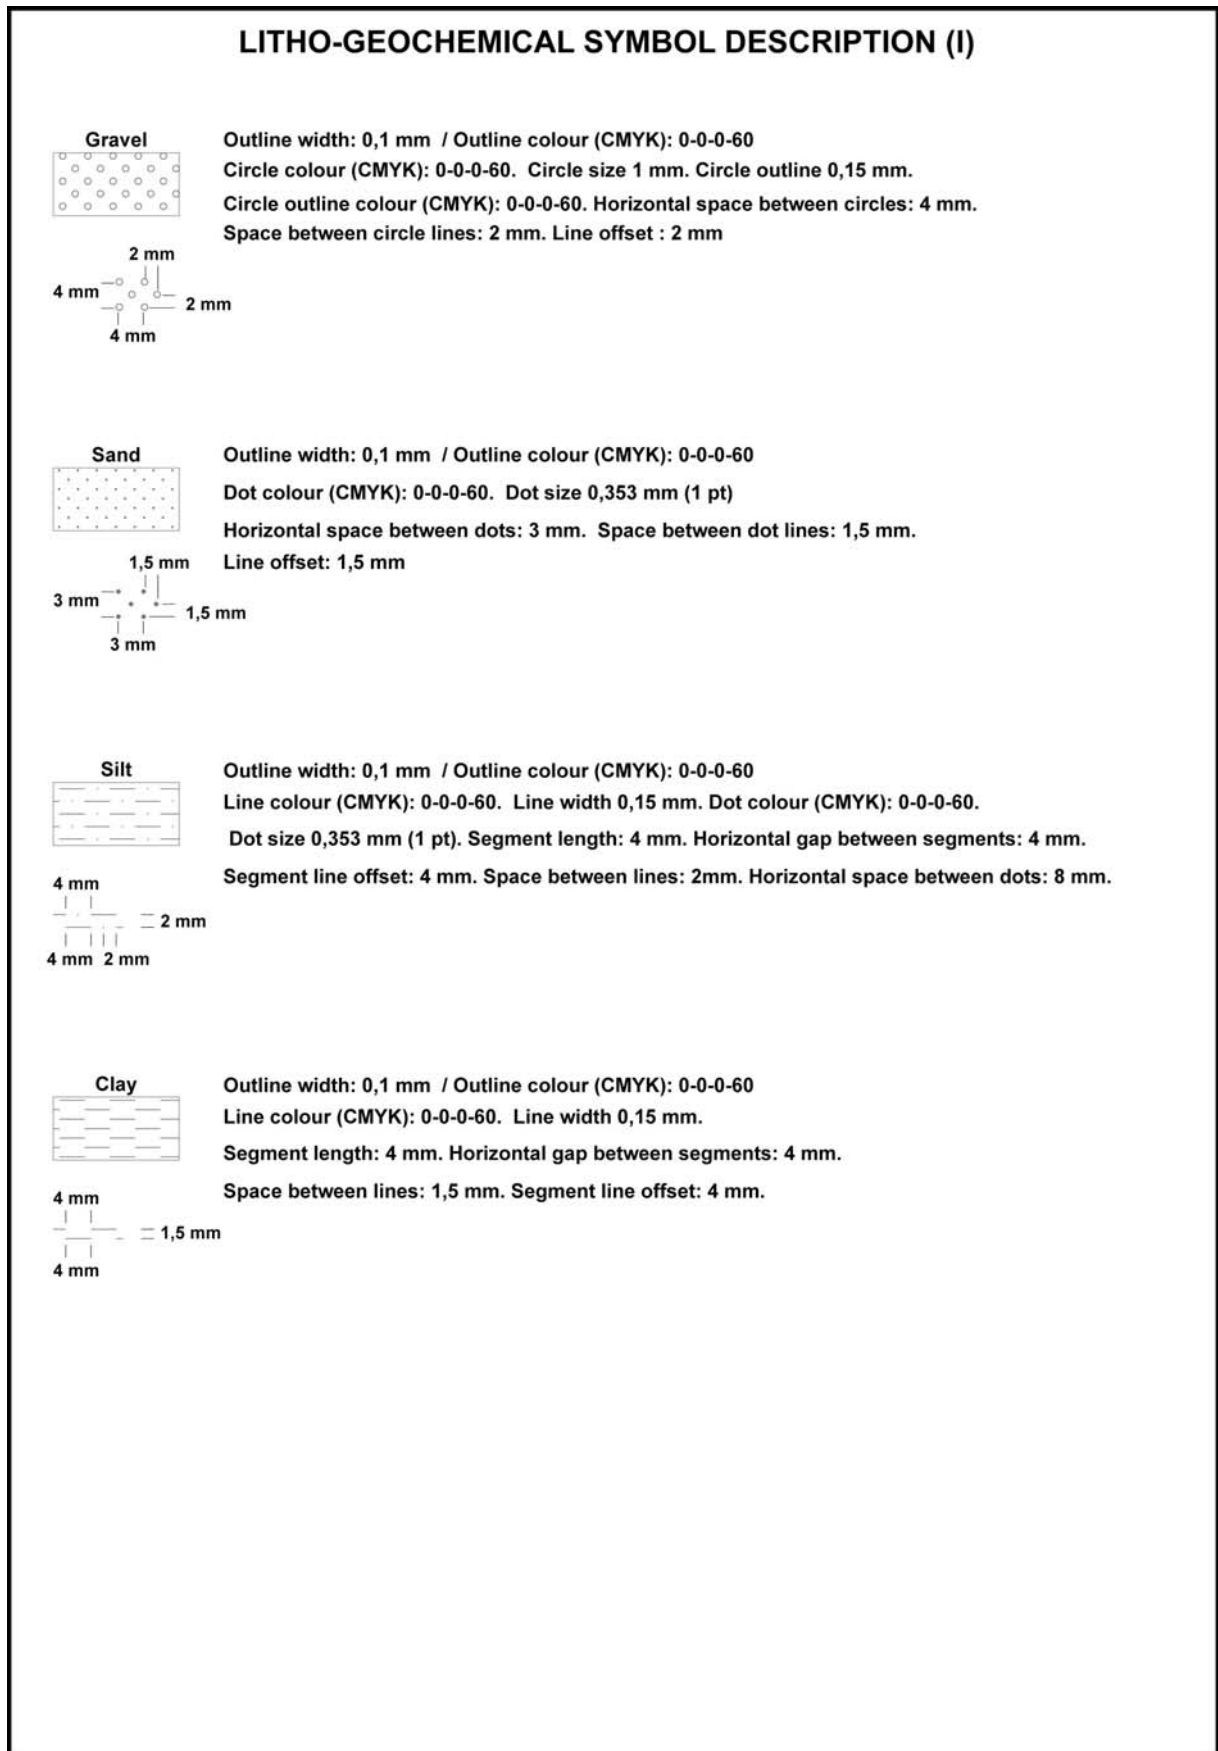 LITHO-GEOCHEMICAL SYMBOL DESCRIPTION (I)
Gravel
Outline width: 0,1 mm / Outline colour (CMYK): 0-0-0-60
Circle colour (CMYK): 0-0-0-60. Circle size 1 mm. Circle outline 0,15 mm.
Circle outline colour (CMYK): 0-0-0-60. Horizontal space between circles: 4 mm.
Space between circle lines: 2 mm. Line offset : 2 mm
2 mm
4 mm
2 mm
4 mm
Sand
Outline width: 0,1 mm / Outline colour (CMYK): 0-0-0-60
Dot colour (CMYK): 0-0-0-60. Dot size 0,353 mm (1 pt)
Horizontal space between dots: 3 mm. Space between dot lines: 1,5 mm.
Line offset: 1,5 mm
1,5 mm
3 mm
1,5 mm
3 mm
Silt
Outline width: 0,1 mm / Outline colour (CMYK): 0-0-0-60
Line colour (CMYK): 0-0-0-60. Line width 0,15 mm. Dot colour (CMYK): 0-0-0-60.
Dot size 0,353 mm (1 pt). Segment length: 4 mm. Horizontal gap between segments: 4 mm.
Segment line offset: 4 mm. Space between lines: 2mm. Horizontal space between dots: 8 mm.
4 mm
2 mm
4 mm 2 mm
Clay
Outline width: 0,1 mm / Outline colour (CMYK): 0-0-0-60
Line colour (CMYK): 0-0-0-60. Line width 0,15 mm.
Segment length: 4 mm. Horizontal gap between segments: 4 mm.
Space between lines: 1,5 mm. Segment line offset: 4 mm.
4 mm
1,5 mm
4 mm